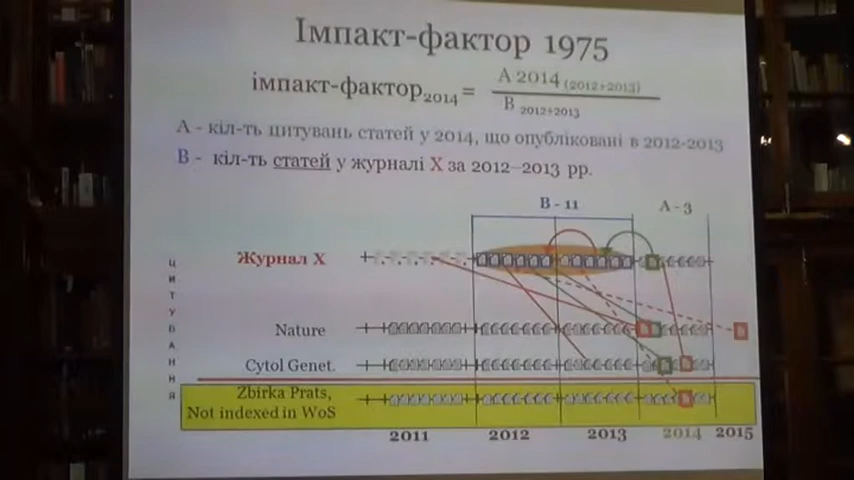 Імпакт-фактор 1975
імпакт-фактор2014 = A 2014 (2012+2013)
B 2012+2013
А - кіл-ть цитувань статей у 2014, що опубліковані в 2012-2013
В - кіл-ть статей у журналі X за 2012–2013 рр.
B - 11
A - 3
ЦИТУВАННЯ
Журнал X
Nature
Cytol Genet.
Zbirka Prats,
Not indexed in WoS
2011 2012 2013 2014 2015